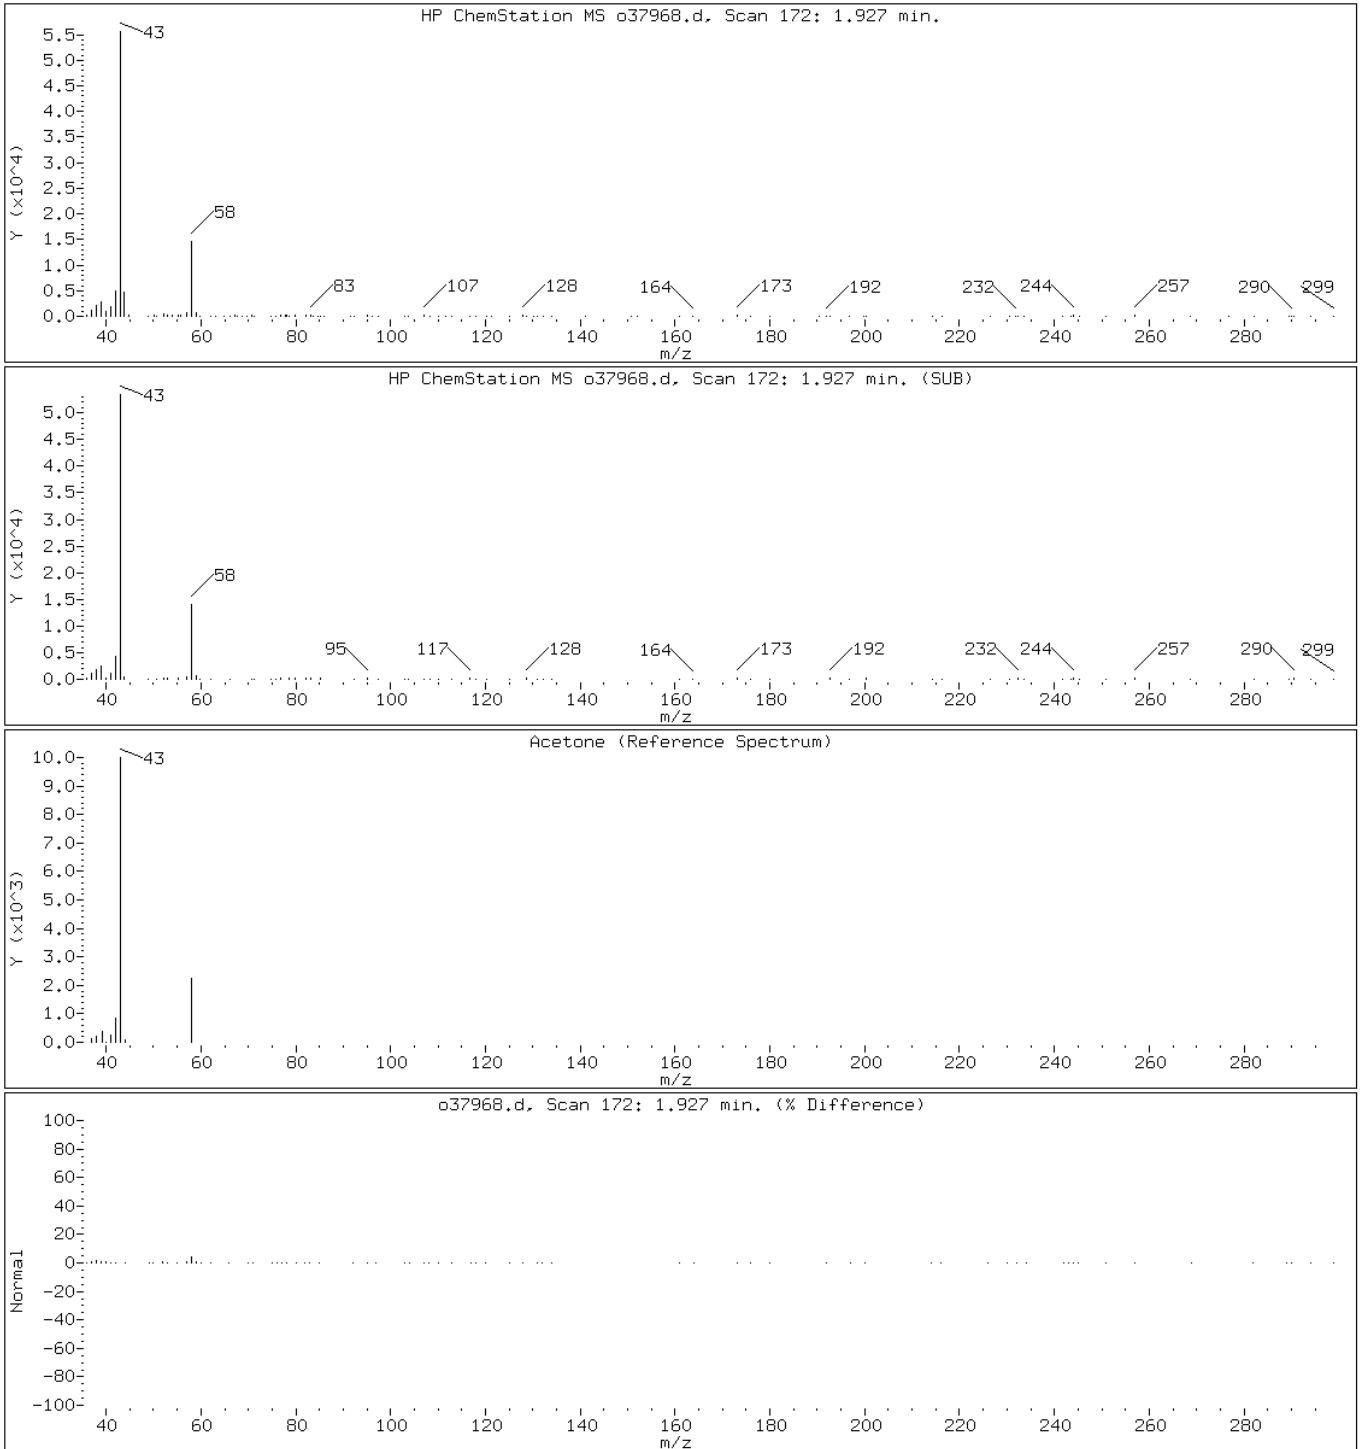 HP ChemStation MS o37968.d, Scan 172: 1.927 min.
Y (x10^4)
5.5
5.0
4.5
4.0
3.5
3.0
2.5
2.0
1.5
1.0
0.5
0.0
43
58
83 107 128 164 173 192 232 244 257 290 299
40 60 80 100 120 140 160 180 200 220 240 260 280
m/z
HP ChemStation MS o37968.d, Scan 172: 1.927 min. (SUB)
Y (x10^4)
5.0
4.5
4.0
3.5
3.0
2.5
2.0
1.5
1.0
0.5
0.0
43
58
95 117 128 164 173 192 232 244 257 290 299
40 60 80 100 120 140 160 180 200 220 240 260 280
m/z
Acetone (Reference Spectrum)
Y (x10^3)
10.0
9.0
8.0
7.0
6.0
5.0
4.0
3.0
2.0
1.0
0.0
43
40 60 80 100 120 140 160 180 200 220 240 260 280
m/z
o37968.d, Scan 172: 1.927 min. (% Difference)
Normal
100
80
60
40
20
0
-20
-40
-60
-80
-100
40 60 80 100 120 140 160 180 200 220 240 260 280
m/z